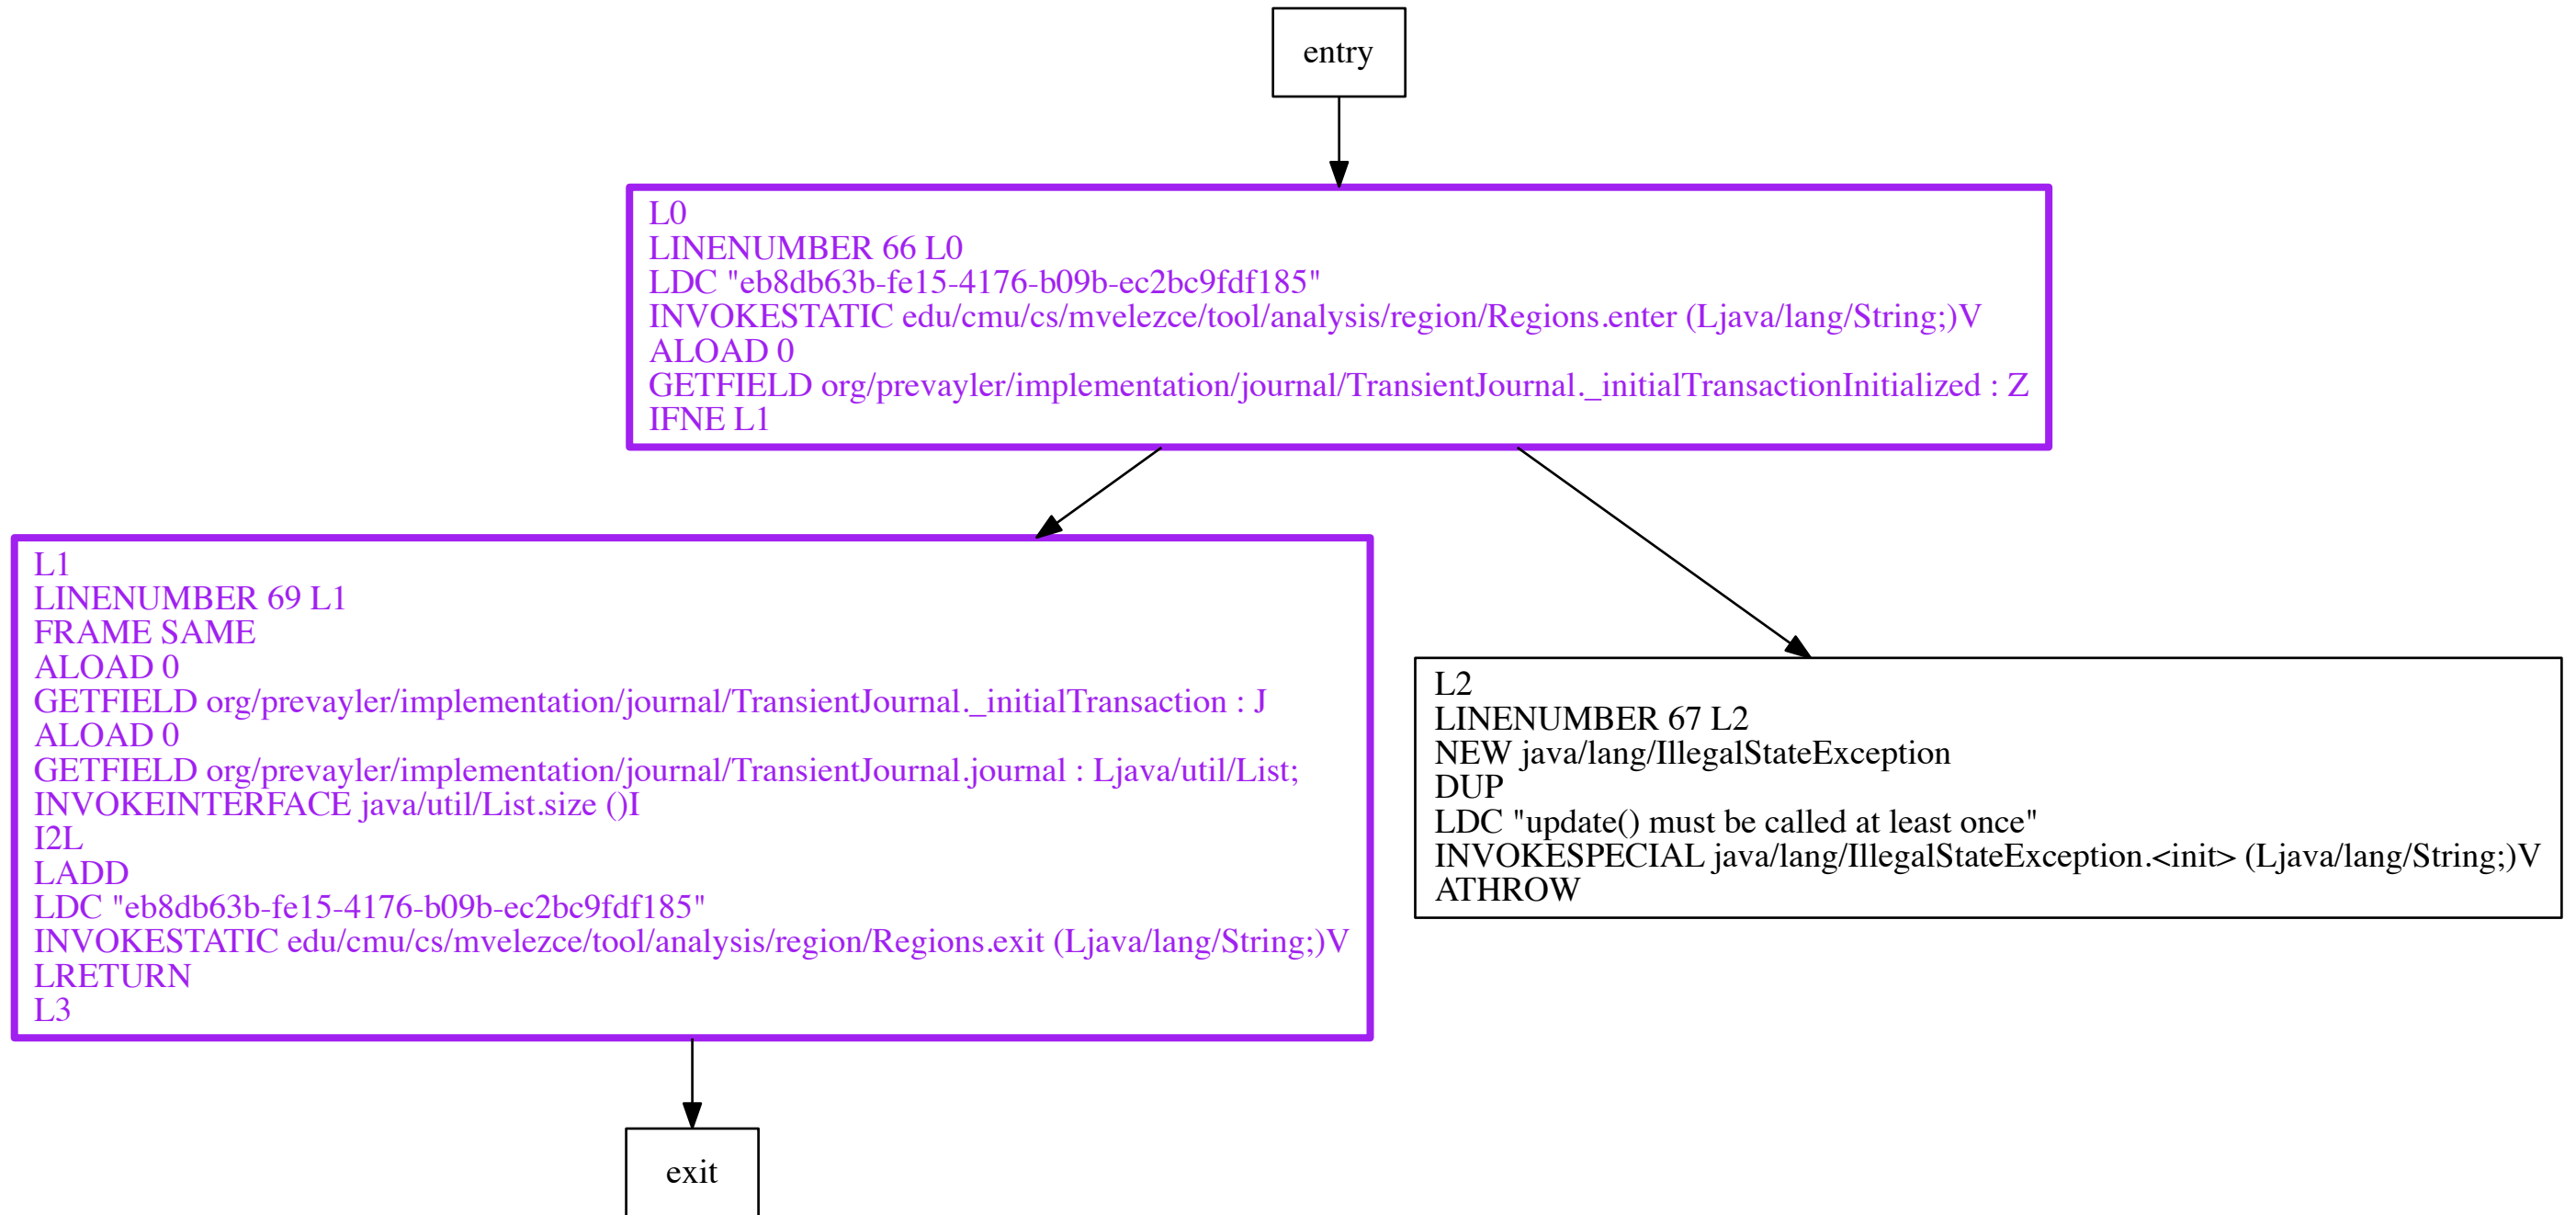 entry
L0
LINENUMBER 66 L0
LDC "eb8db63b-fe15-4176-b09b-ec2bc9fdf185"
INVOKESTATIC edu/cmu/cs/mvelezce/tool/analysis/region/Regions.enter (Ljava/lang/String;)V
ALOAD 0
GETFIELD org/prevayler/implementation/journal/TransientJournal._initialTransactionInitialized : Z
IFNE L1
L1
LINENUMBER 69 L1
FRAME SAME
ALOAD 0
GETFIELD org/prevayler/implementation/journal/TransientJournal._initialTransaction : J
ALOAD 0
GETFIELD org/prevayler/implementation/journal/TransientJournal.journal : Ljava/util/List;
INVOKEINTERFACE java/util/List.size ()I
I2L
LADD
LDC "eb8db63b-fe15-4176-b09b-ec2bc9fdf185"
INVOKESTATIC edu/cmu/cs/mvelezce/tool/analysis/region/Regions.exit (Ljava/lang/String;)V
LRETURN
L3
L2
LINENUMBER 67 L2
NEW java/lang/IllegalStateException
DUP
LDC "update() must be called at least once"
INVOKESPECIAL java/lang/IllegalStateException.<init> (Ljava/lang/String;)V
ATHROW
exit